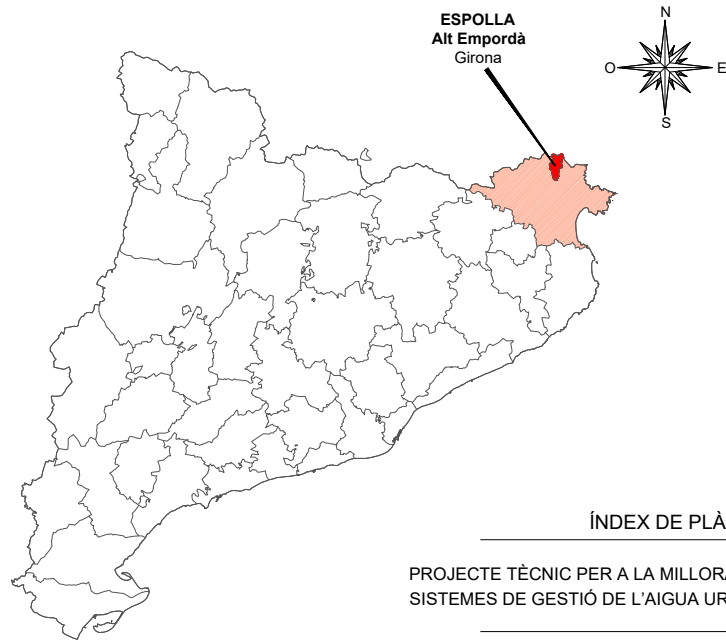 ESPOLLA
Alt Empordà
Girona
N
O
E
S
ÍNDEX DE PLÀ
PROJECTE TÈCNIC PER A LA MILLORA
SISTEMES DE GESTIÓ DE L'AIGUA UR